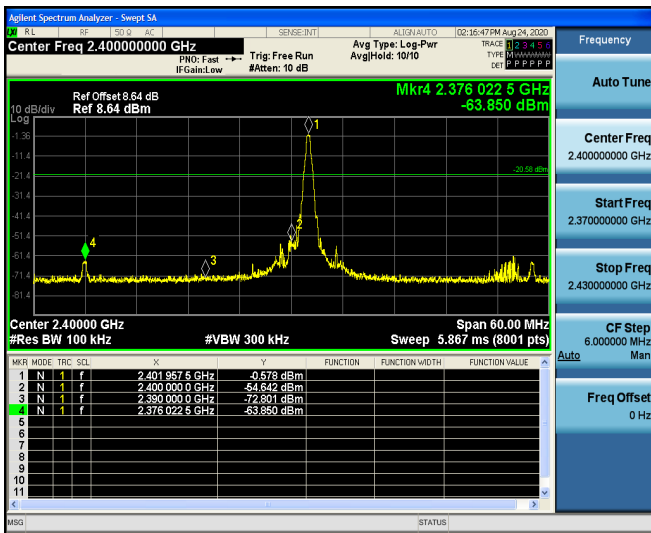 Agilent Spectrum Analyzer - Swept SA
LXI RL RF 50 Ω AC SENSE:INT ALIGN AUTO 02:16:47 PM Aug 24, 2020
Center Freq 2.400000000 GHz
PNO: Fast
IFGain:Low
Trig: Free Run
#Atten: 10 dB
Avg Type: Log-Pwr
Avg|Hold: 10/10
TRACE 1 2 3 4 5 6
TYPE MWWWWW
DET P P P P P P
Ref Offset 8.64 dB
10 dB/div Ref 8.64 dBm
Log
Mkr4 2.376 022 5 GHz
-63.850 dBm
-1.36
-11.4
-21.4
-31.4
-41.4
-51.4
-61.4
-71.4
-81.4
-20.58 dBm
1
2
3
4
Center 2.40000 GHz Span 60.00 MHz
#Res BW 100 kHz #VBW 300 kHz Sweep 5.867 ms (8001 pts)
MKR MODE TRC SCL X Y FUNCTION FUNCTION WIDTH FUNCTION VALUE
1 N 1 f 2.401 957 5 GHz -0.578 dBm
2 N 1 f 2.400 000 0 GHz -54.642 dBm
3 N 1 f 2.390 000 0 GHz -72.801 dBm
4 N 1 f 2.376 022 5 GHz -63.850 dBm
5
6
7
8
9
10
11
MSG STATUS
Frequency
Auto Tune
Center Freq
2.400000000 GHz
Start Freq
2.370000000 GHz
Stop Freq
2.430000000 GHz
CF Step
6.000000 MHz
Auto Man
Freq Offset
0 Hz